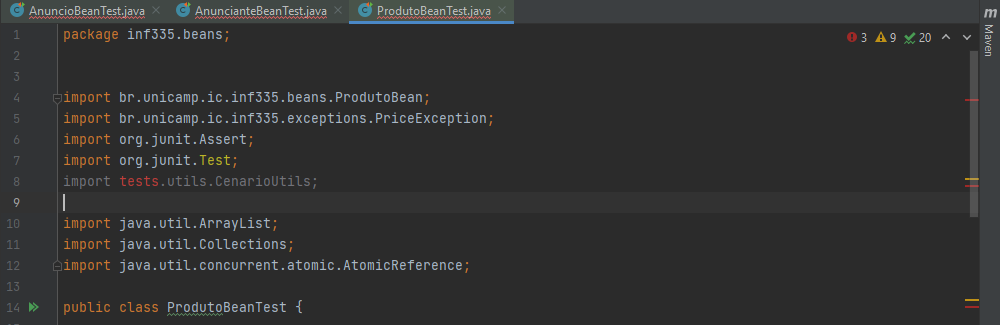 AnuncioBeanTest.java AnuncianteBeanTest.java ProdutoBeanTest.java
1 package inf335.beans; 3 9 20
2
3
4 import br.unicamp.ic.inf335.beans.ProdutoBean;
5 import br.unicamp.ic.inf335.exceptions.PriceException;
6 import org.junit.Assert;
7 import org.junit.Test;
8 import tests.utils.CenarioUtils;
9
10 import java.util.ArrayList;
11 import java.util.Collections;
12 import java.util.concurrent.atomic.AtomicReference;
13
14 public class ProdutoBeanTest {
m
Maven